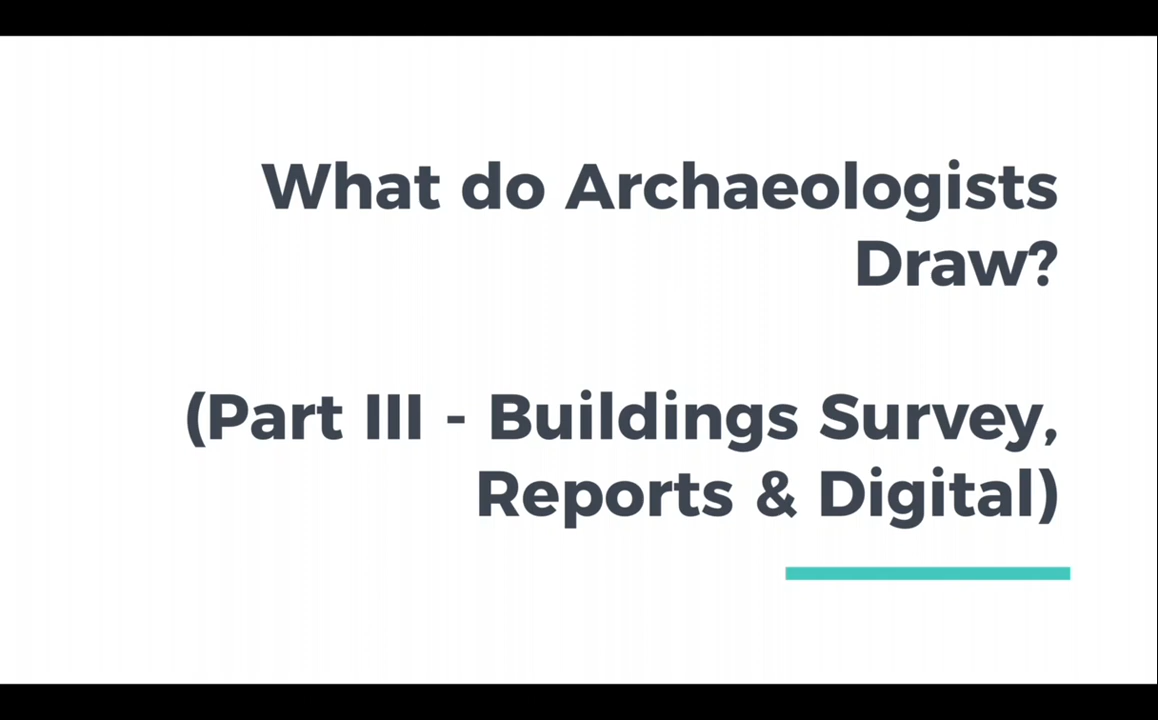 What do Archaeologists
Draw?
(Part III - Buildings Survey,
Reports & Digital)